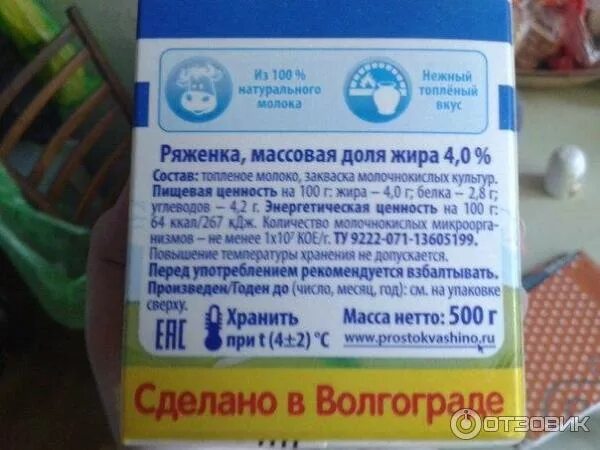 Из 100 %
натурального
молока
Нежный
топлёный
вкус
Ряженка, массовая доля жира 4,0 %
Состав: топленое молоко, закваска молочнокислых культур.
Пищевая ценность на 100 г: жира – 4,0 г; белка – 2,8 г;
углеводов – 4,2 г. Энергетическая ценность на 100 г:
64 ккал/267 кДж. Количество молочнокислых микроорга-
низмов – не менее 1х10⁷ КОЕ/г. ТУ 9222-071-13605199.
Повышение температуры хранения не допускается.
Перед употреблением рекомендуется взбалтывать.
Произведен/Годен до (число, месяц, год): см. на упаковке
сверху.
ЕАС
Хранить
при t (4±2) °С
Масса нетто: 500 г
www.prostokvashino.ru
Сделано в Волгограде
ОТЗОВИК